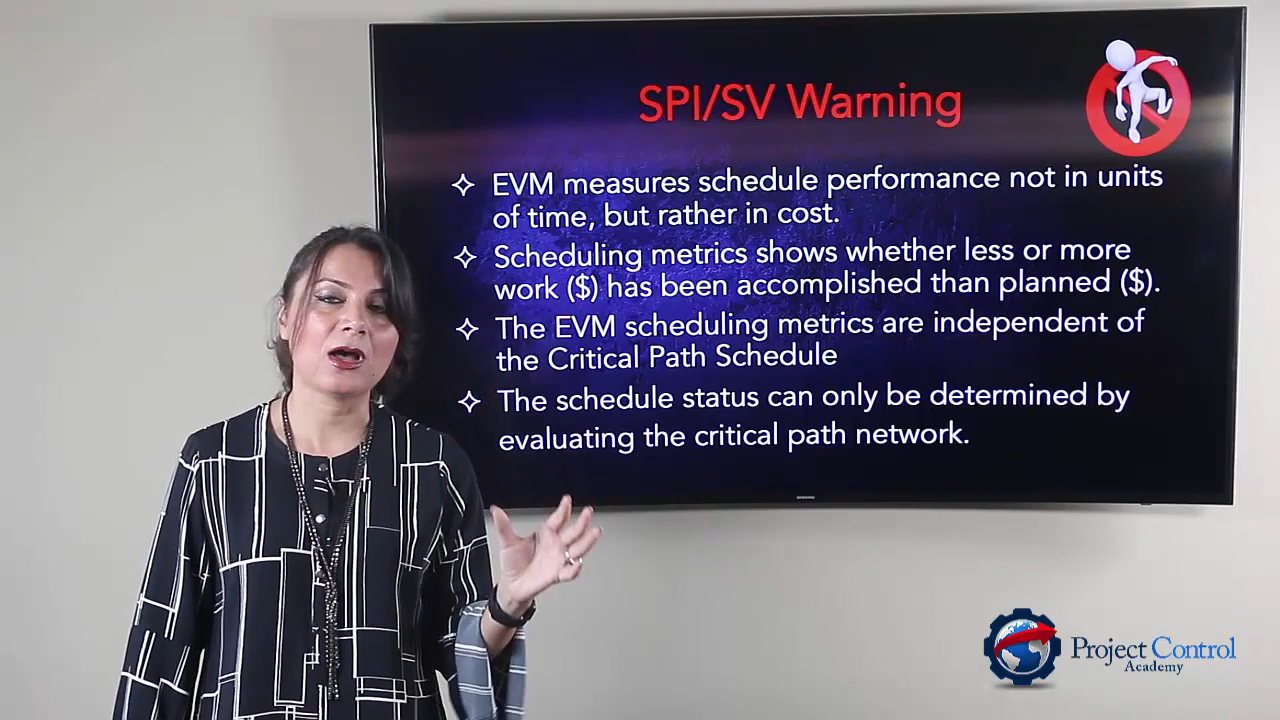 SPI/SV Warning
EVM measures schedule performance not in units
of time, but rather in cost.
Scheduling metrics shows whether less or more
work ($) has been accomplished than planned ($).
The EVM scheduling metrics are independent of
the Critical Path Schedule
The schedule status can only be determined by
evaluating the critical path network.
SAMSUNG
Project Control
Academy